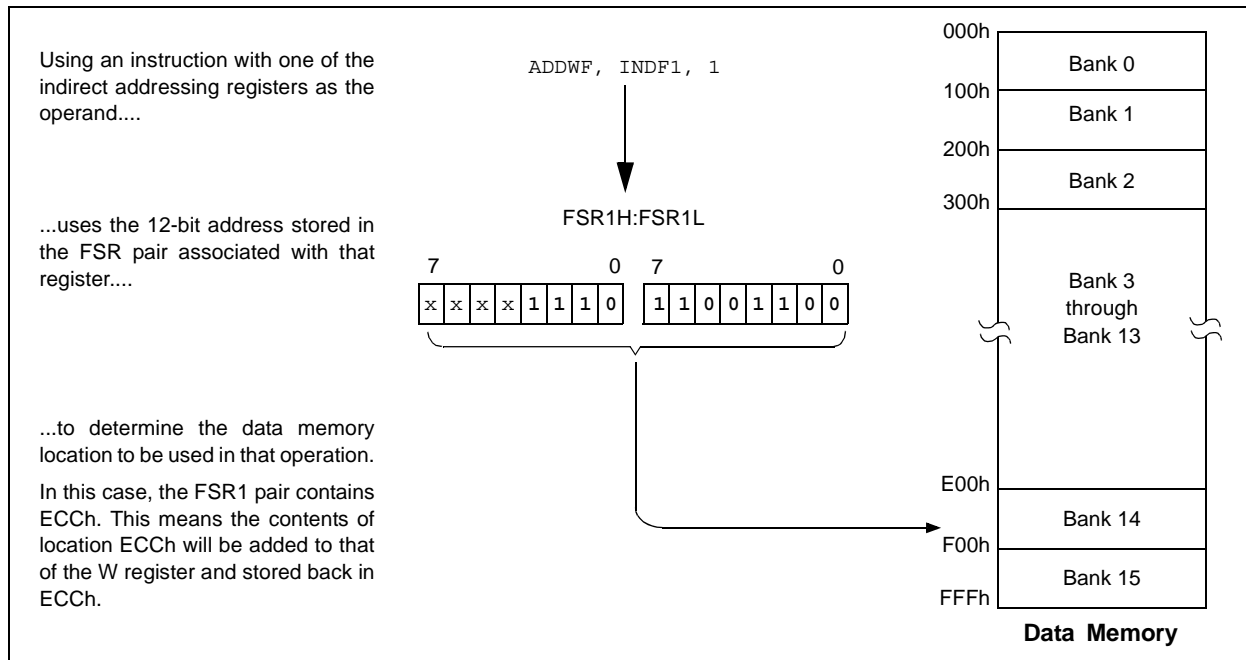 Using an instruction with one of the
indirect addressing registers as the
operand....
...uses the 12-bit address stored in
the FSR pair associated with that
register....
...to determine the data memory
location to be used in that operation.
In this case, the FSR1 pair contains
ECCh. This means the contents of
location ECCh will be added to that
of the W register and stored back in
ECCh.
ADDWF, INDF1, 1
FSR1H:FSR1L
7 0 7 0
x x x x 1 1 1 0 1 1 0 0 1 1 0 0
000h
Bank 0
100h
Bank 1
200h
Bank 2
300h
Bank 3
through
Bank 13
E00h
Bank 14
F00h
Bank 15
FFFh
Data Memory